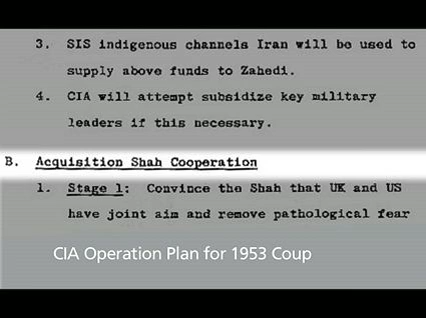 3. SIS indigenous channels Iran will be used to
supply above funds to Zahedi.
4. CIA will attempt subsidize key military
leaders if this necessary.
B. Acquisition Shah Cooperation
1. Stage 1: Convince the Shah that UK and US
have joint aim and remove pathological fear
CIA Operation Plan for 1953 Coup